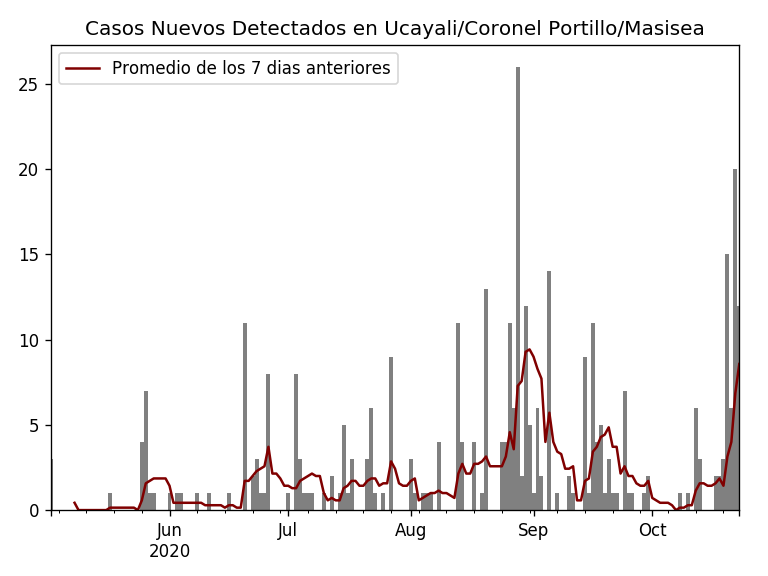 Casos Nuevos Detectados en Ucayali/Coronel Portillo/Masisea
Promedio de los 7 dias anteriores
25
20
15
10
5
0
Jun
2020
Jul
Aug
Sep
Oct